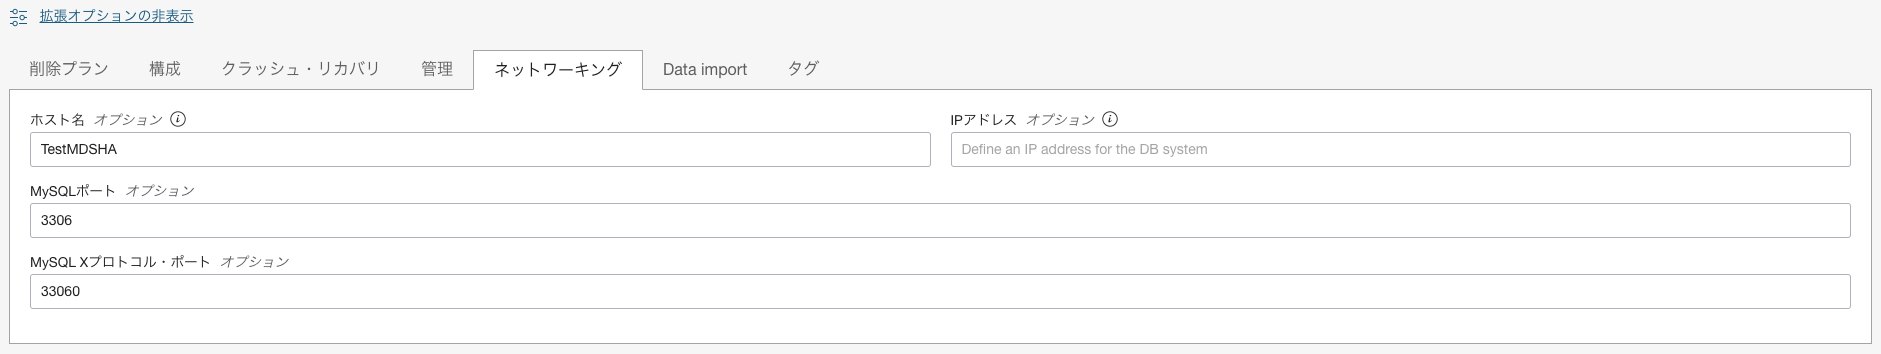 拡張オプションの非表示
削除プラン 構成 クラッシュ・リカバリ 管理 ネットワーキング Data import タグ
ホスト名 オプション IPアドレス オプション
TestMDSHA Define an IP address for the DB system
MySQLポート オプション
3306
MySQL Xプロトコル・ポート オプション
33060